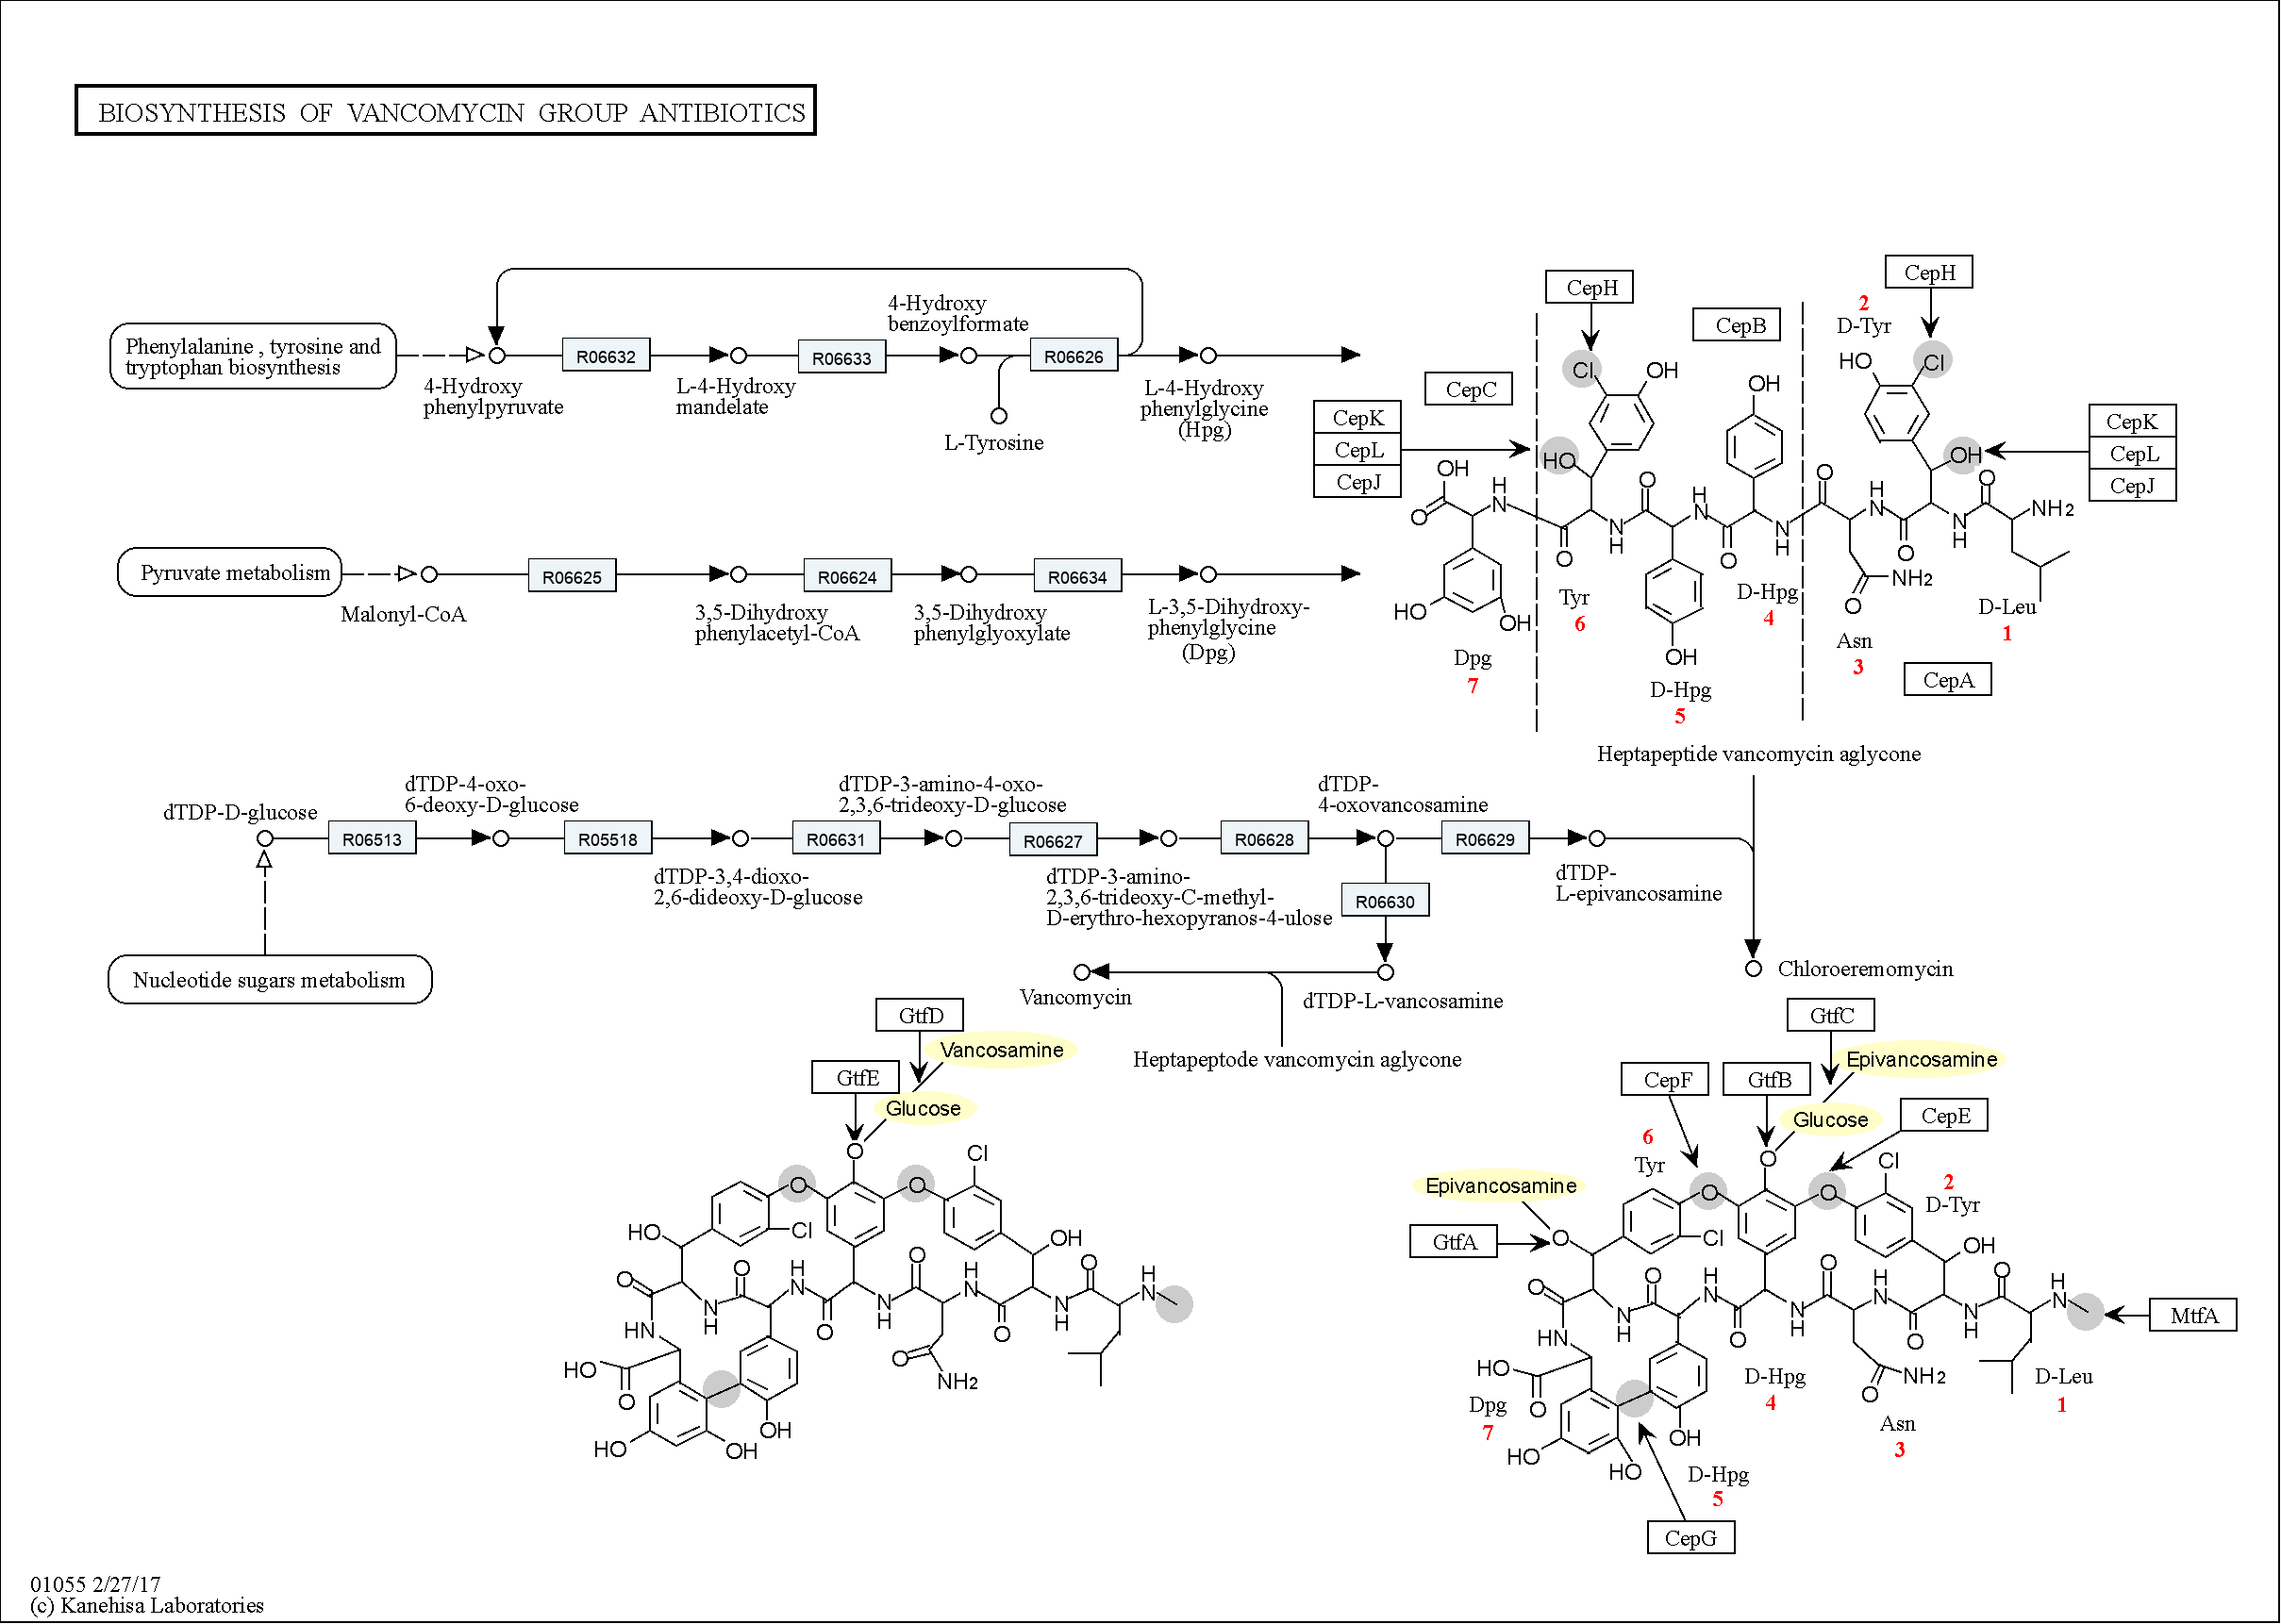 BIOSYNTHESIS OF VANCOMYCIN GROUP ANTIBIOTICS
Phenylalanine , tyrosine and
tryptophan biosynthesis
4-Hydroxy
phenylpyruvate
R06632
L-4-Hydroxy
mandelate
R06633
4-Hydroxy
benzoylformate
R06626
L-Tyrosine
L-4-Hydroxy
phenylglycine
(Hpg)
Pyruvate metabolism
Malonyl-CoA
R06625
3,5-Dihydroxy
phenylacetyl-CoA
R06624
3,5-Dihydroxy
phenylglyoxylate
R06634
L-3,5-Dihydroxy-
phenylglycine
(Dpg)
CepH
CepB
CepC
CepK
CepL
CepJ
CepH
2
D-Tyr
CepK
CepL
CepJ
Cl
OH
HO
OH
HO
Cl
OH
OH
O
N
H
O
O
N
H
O
H
N
O
H
N
O
H
N
O
O
N
H
O
NH2
NH2
O
HO
OH
OH
Dpg
7
Tyr
6
D-Hpg
5
D-Hpg
4
Asn
3
D-Leu
1
CepA
Heptapeptide vancomycin aglycone
dTDP-D-glucose
R06513
dTDP-4-oxo-
6-deoxy-D-glucose
R05518
dTDP-3,4-dioxo-
2,6-dideoxy-D-glucose
R06631
dTDP-3-amino-4-oxo-
2,3,6-trideoxy-D-glucose
R06627
dTDP-3-amino-
2,3,6-trideoxy-C-methyl-
D-erythro-hexopyranos-4-ulose
R06628
dTDP-
4-oxovancosamine
R06629
dTDP-
L-epivancosamine
R06630
Nucleotide sugars metabolism
Vancomycin
dTDP-L-vancosamine
Heptapeptode vancomycin aglycone
Chloroeremomycin
GtfD
Vancosamine
GtfE
Glucose
O
Cl
O
O
HO
Cl
OH
O
O
H
N
O
H
N
O
H
N
HN
N
H
O
N
H
O
N
H
HO
O
O
NH2
OH
HO
OH
GtfC
Epivancosamine
CepF
GtfB
Glucose
CepE
6
Tyr
O
Cl
2
D-Tyr
Epivancosamine
O
O
GtfA
O
Cl
OH
O
O
H
N
O
H
N
O
H
N
MtfA
HN
N
H
O
N
H
O
N
H
HO
O
O
NH2
D-Hpg
4
D-Leu
1
Dpg
7
OH
Asn
3
HO
HO
D-Hpg
5
CepG
01055 2/27/17
(c) Kanehisa Laboratories